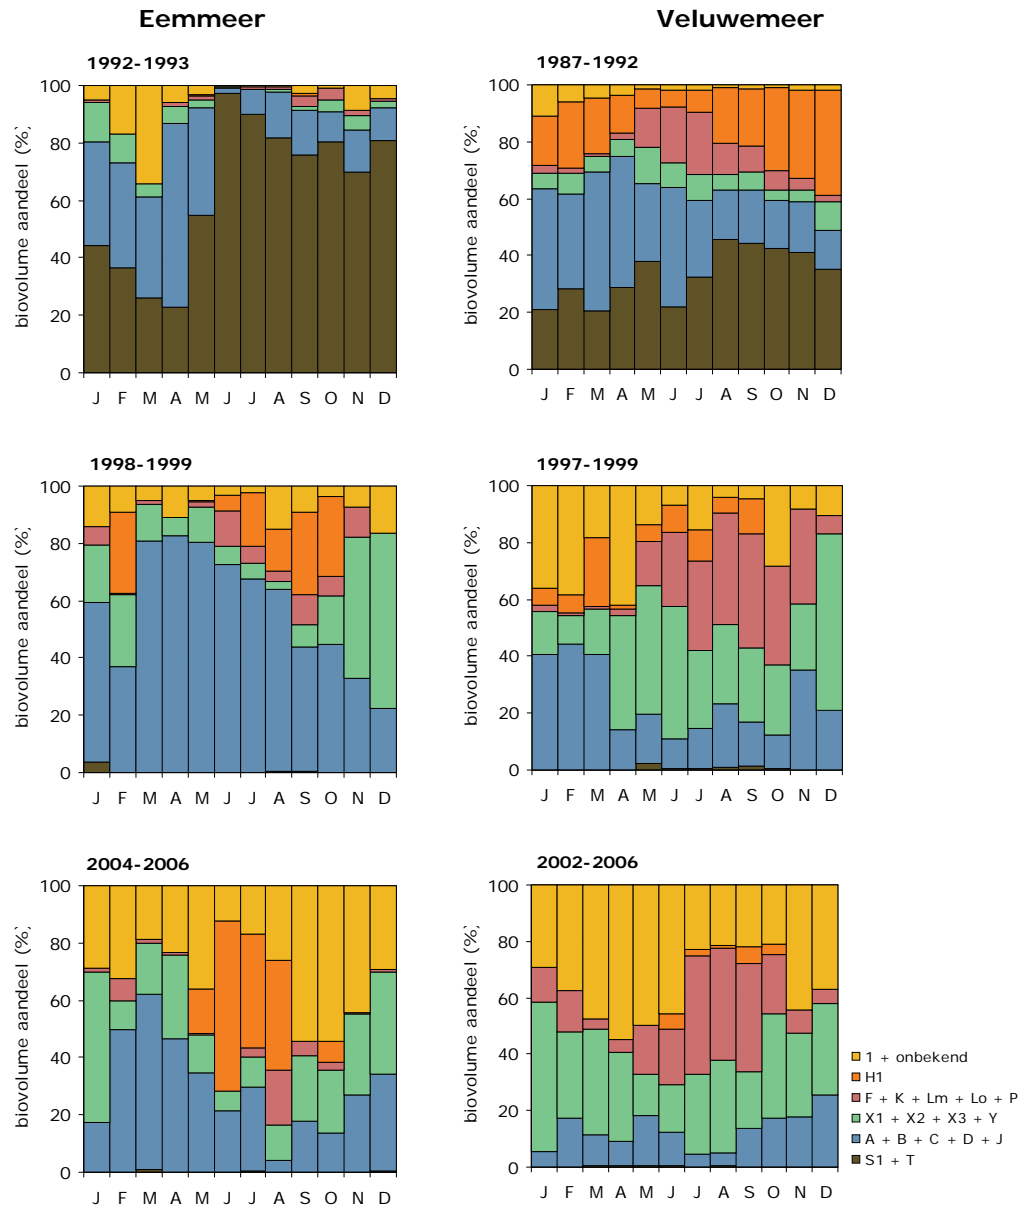 Eemmeer
Veluwemeer
1992-1993
biovolume aandeel (%)
100
80
60
40
20
0
J F M A M J J A S O N D
1987-1992
biovolume aandeel (%)
100
80
60
40
20
0
J F M A M J J A S O N D
1998-1999
biovolume aandeel (%)
100
80
60
40
20
0
J F M A M J J A S O N D
1997-1999
biovolume aandeel (%)
100
80
60
40
20
0
J F M A M J J A S O N D
2004-2006
biovolume aandeel (%)
100
80
60
40
20
0
J F M A M J J A S O N D
2002-2006
biovolume aandeel (%)
100
80
60
40
20
0
J F M A M J J A S O N D
1 + onbekend
H1
F + K + Lm + Lo + P
X1 + X2 + X3 + Y
A + B + C + D + J
S1 + T